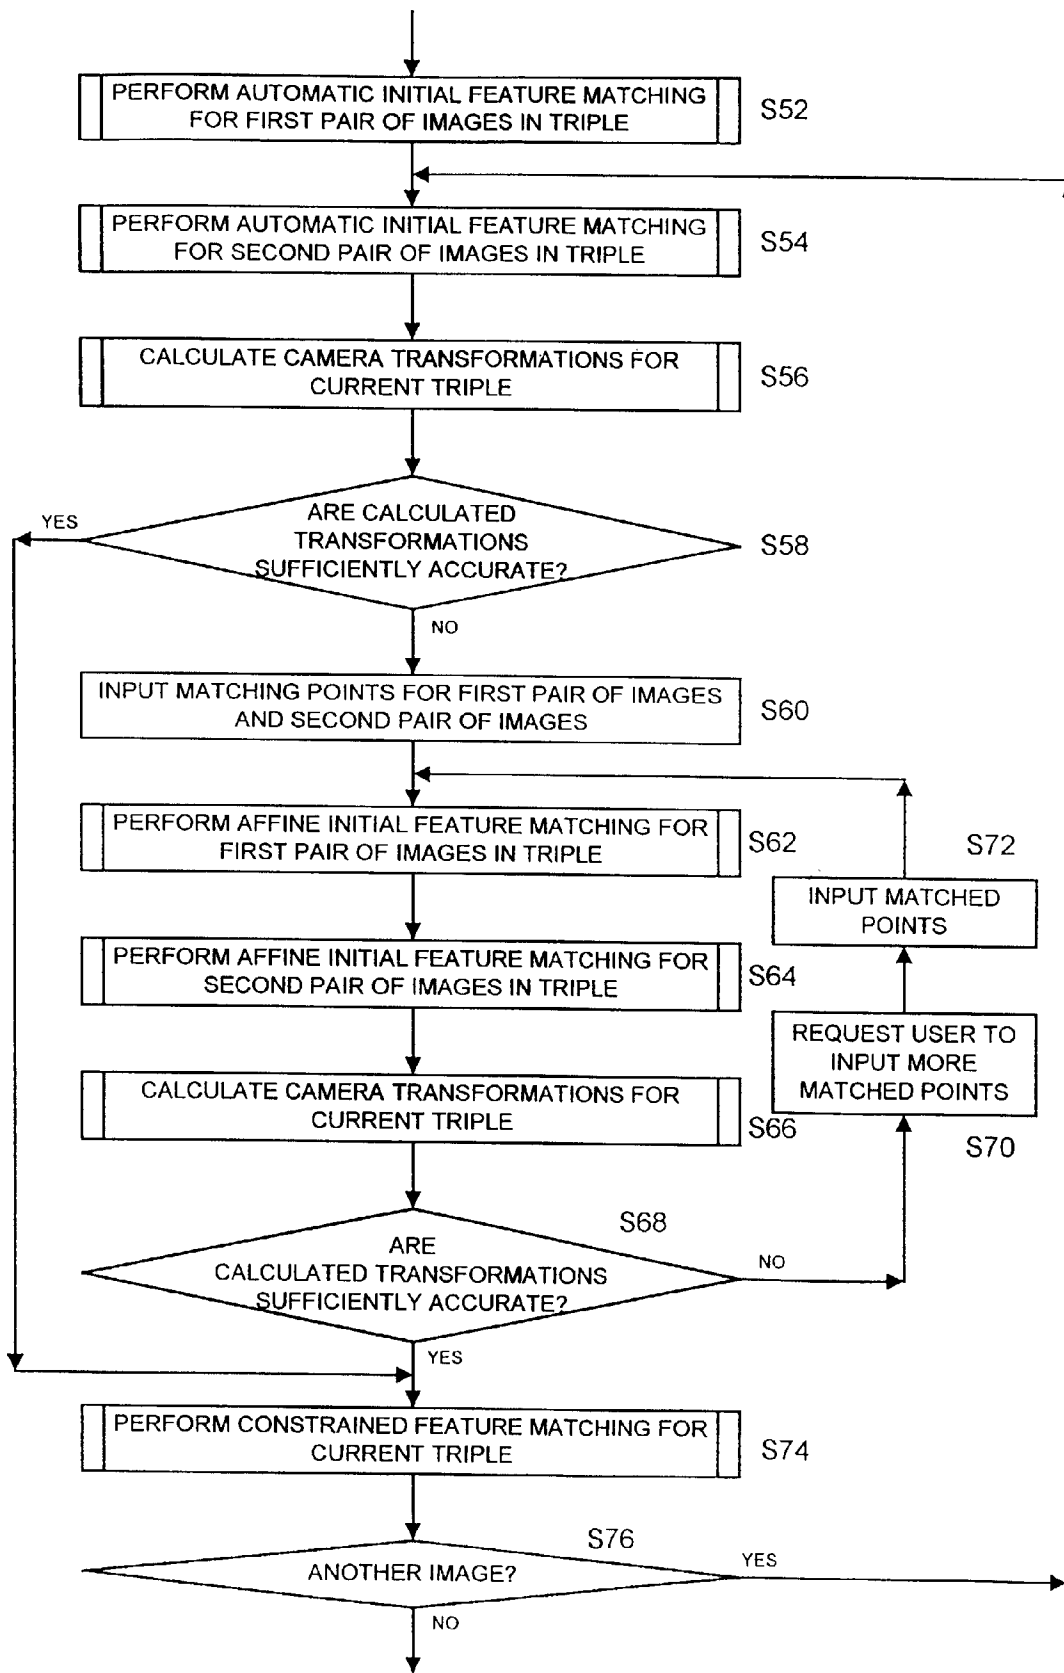 PERFORM AUTOMATIC INITIAL FEATURE MATCHING
FOR FIRST PAIR OF IMAGES IN TRIPLE
S52
PERFORM AUTOMATIC INITIAL FEATURE MATCHING
FOR SECOND PAIR OF IMAGES IN TRIPLE
S54
CALCULATE CAMERA TRANSFORMATIONS FOR
CURRENT TRIPLE
S56
YES
ARE CALCULATED
TRANSFORMATIONS
SUFFICIENTLY ACCURATE?
S58
NO
INPUT MATCHING POINTS FOR FIRST PAIR OF IMAGES
AND SECOND PAIR OF IMAGES
S60
PERFORM AFFINE INITIAL FEATURE MATCHING FOR
FIRST PAIR OF IMAGES IN TRIPLE
S62
S72
INPUT MATCHED
POINTS
PERFORM AFFINE INITIAL FEATURE MATCHING FOR
SECOND PAIR OF IMAGES IN TRIPLE
S64
REQUEST USER TO
INPUT MORE
MATCHED POINTS
S70
CALCULATE CAMERA TRANSFORMATIONS FOR
CURRENT TRIPLE
S66
S68
ARE
CALCULATED TRANSFORMATIONS
SUFFICIENTLY ACCURATE?
NO
YES
PERFORM CONSTRAINED FEATURE MATCHING FOR
CURRENT TRIPLE
S74
S76
ANOTHER IMAGE?
YES
NO